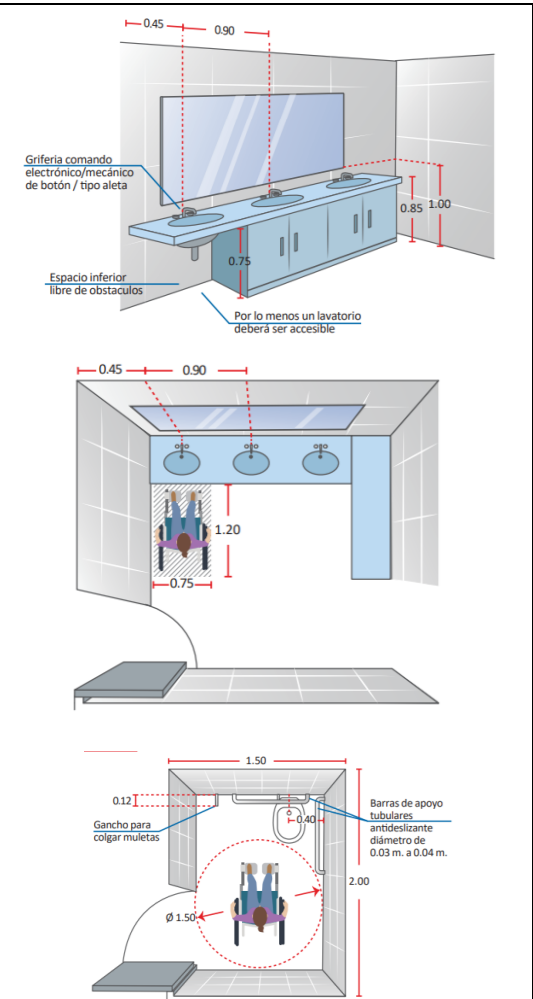 0.45
0.90
Griferia comando
electrónico/mecánico
de botón / tipo aleta
0.85
1.00
0.75
Espacio inferior
libre de obstaculos
Por lo menos un lavatorio
deberá ser accesible
0.45
0.90
1.20
0.75
1.50
0.12
Gancho para
colgar muletas
0.40
Barras de apoyo
tubulares
antideslizante
diámetro de
0.03 m. a 0.04 m.
2.00
Ø 1.50